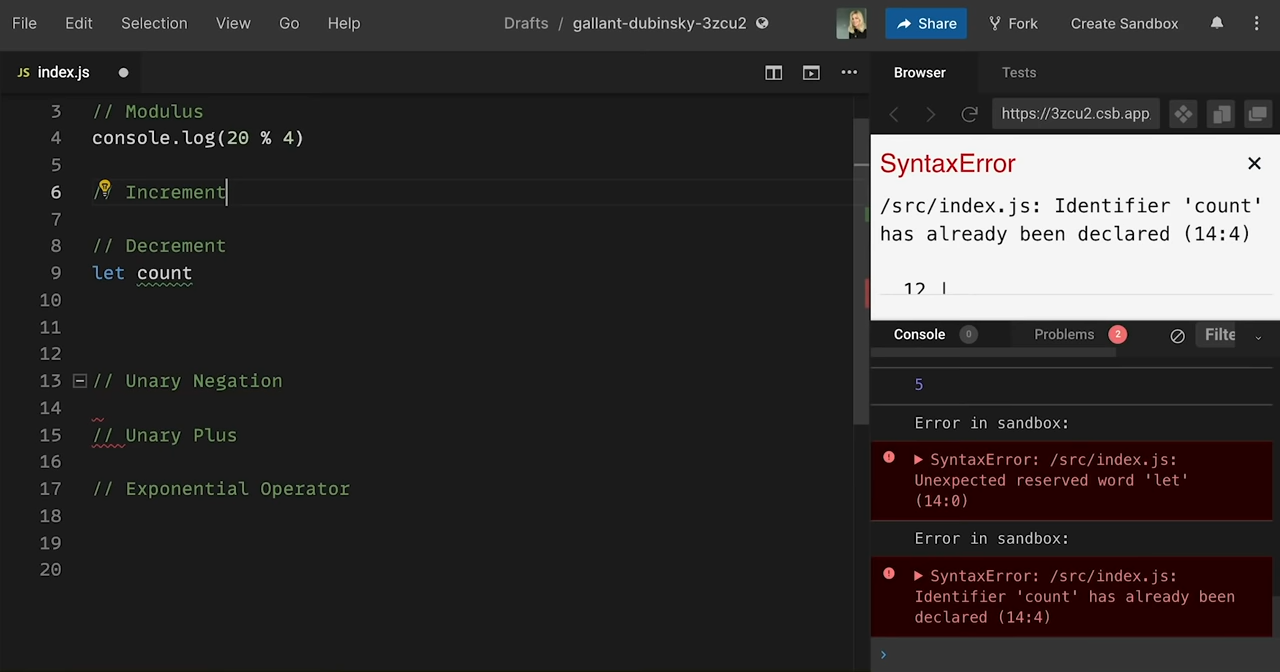 File Edit Selection View Go Help Drafts / gallant-dubinsky-3zcu2 Share Fork Create Sandbox
JS index.js Browser Tests
https://3zcu2.csb.app
3 // Modulus
4 console.log(20 % 4)
5
6 // Increment
7
8 // Decrement
9 let count
10
11
12
13 // Unary Negation
14
15 // Unary Plus
16
17 // Exponential Operator
18
19
20
SyntaxError
/src/index.js: Identifier 'count'
has already been declared (14:4)
12 |
Console 0 Problems 2 Filte
5
Error in sandbox:
▶ SyntaxError: /src/index.js:
Unexpected reserved word 'let'
(14:0)
Error in sandbox:
▶ SyntaxError: /src/index.js:
Identifier 'count' has already been
declared (14:4)
›